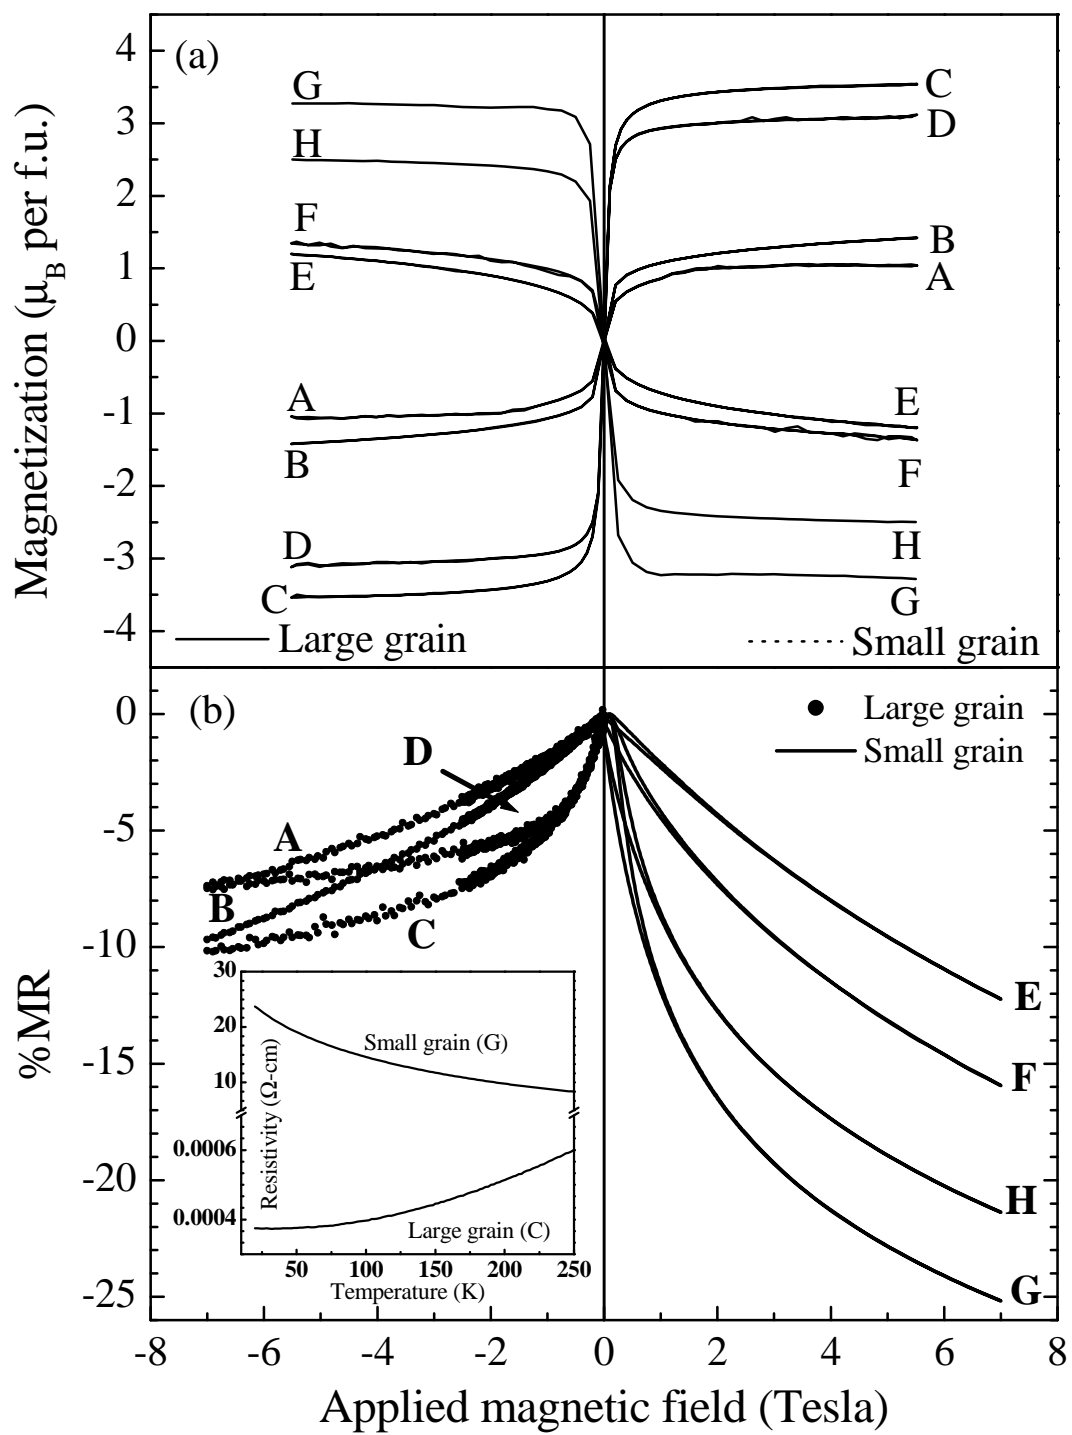 (a)
4
3
2
1
0
-1
-2
-3
-4
Magnetization (μB per f.u.)
G
H
F
E
A
B
D
C
C
D
B
A
E
F
H
G
Large grain
Small grain
(b)
Large grain
Small grain
0
-5
-10
-15
-20
-25
%MR
D
A
B
C
E
F
H
G
30
20
10
0.0006
0.0004
Resistivity (Ω-cm)
Small grain (G)
Large grain (C)
50 100 150 200 250
Temperature (K)
-8 -6 -4 -2 0 2 4 6 8
Applied magnetic field (Tesla)